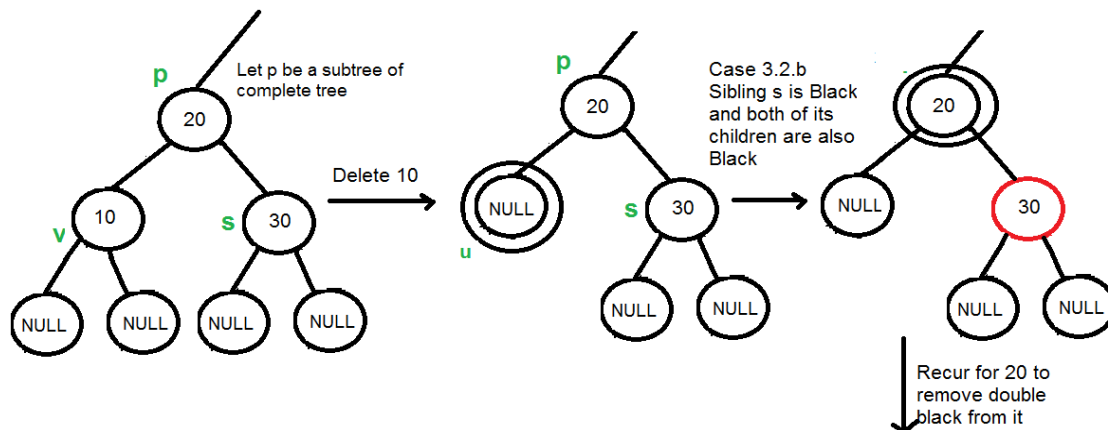 p
Let p be a subtree of
complete tree
20
10
v
s
30
NULL
NULL
NULL
NULL
Delete 10
p
20
NULL
u
s
30
NULL
NULL
Case 3.2.b
Sibling s is Black
and both of its
children are also
Black
20
NULL
30
NULL
NULL
Recur for 20 to
remove double
black from it